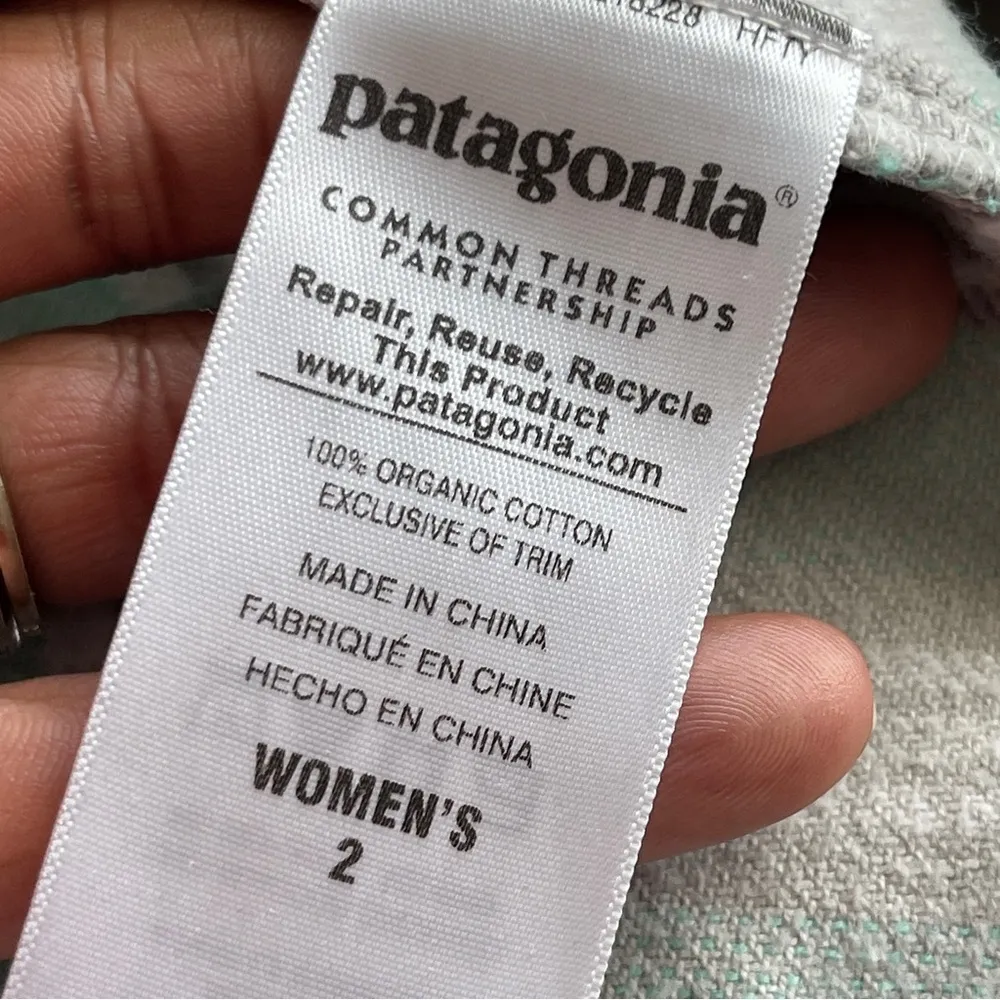 HFTY
patagonia®
COMMON THREADS
PARTNERSHIP
Repair, Reuse, Recycle
This Product
www.patagonia.com
100% ORGANIC COTTON
EXCLUSIVE OF TRIM
MADE IN CHINA
FABRIQUÉ EN CHINE
HECHO EN CHINA
WOMEN'S
2